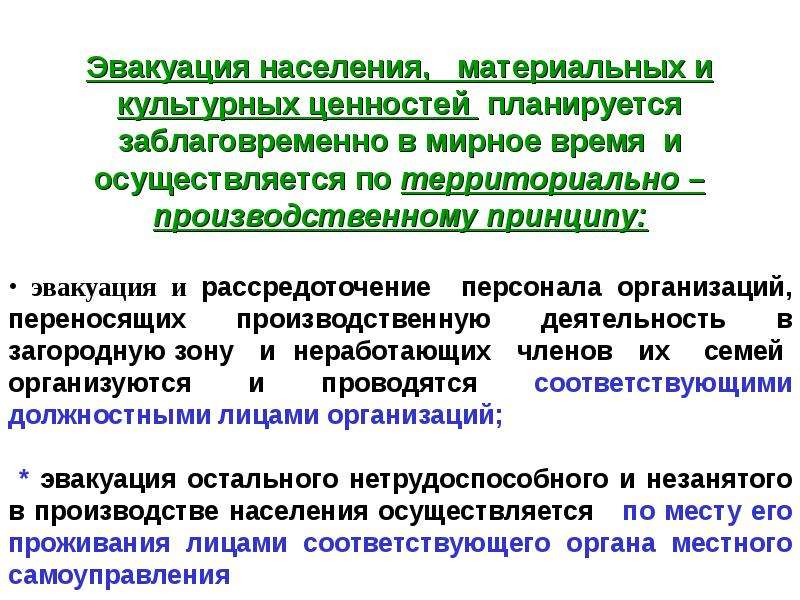 Эвакуация населения, материальных и
культурных ценностей планируется
заблаговременно в мирное время и
осуществляется по территориально –
производственному принципу:
• эвакуация и рассредоточение персонала организаций,
переносящих производственную деятельность в
загородную зону и неработающих членов их семей
организуются и проводятся соответствующими
должностными лицами организаций;
* эвакуация остального нетрудоспособного и незанятого
в производстве населения осуществляется по месту его
проживания лицами соответствующего органа местного
самоуправления